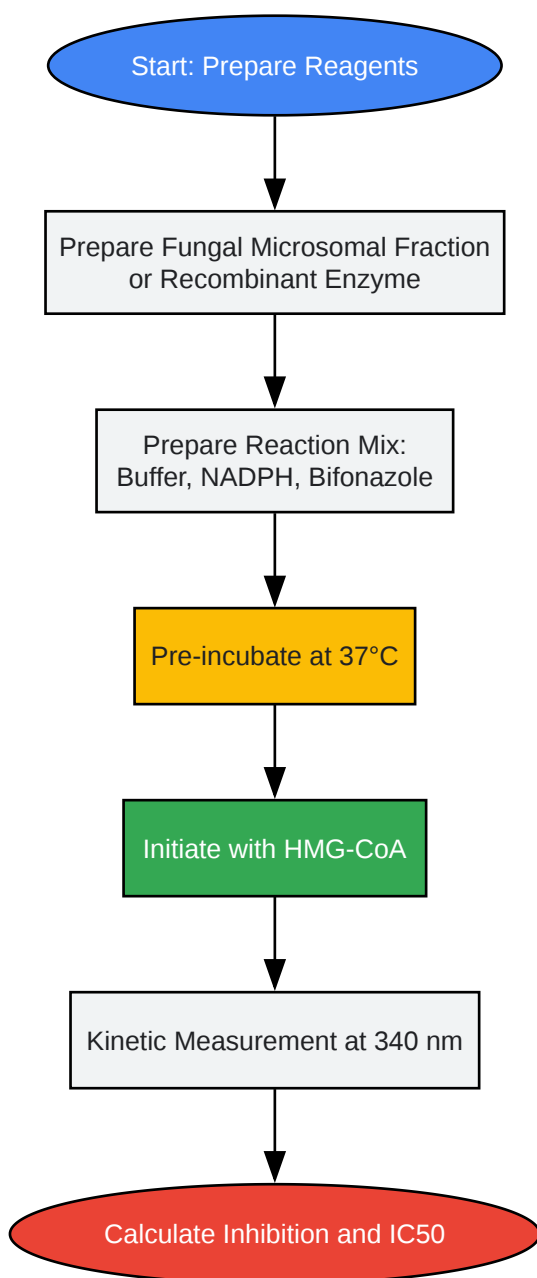 Start: Prepare Reagents
Prepare Fungal Microsomal Fraction
or Recombinant Enzyme
Prepare Reaction Mix:
Buffer, NADPH, Bifonazole
Pre-incubate at 37°C
Initiate with HMG-CoA
Kinetic Measurement at 340 nm
Calculate Inhibition and IC50